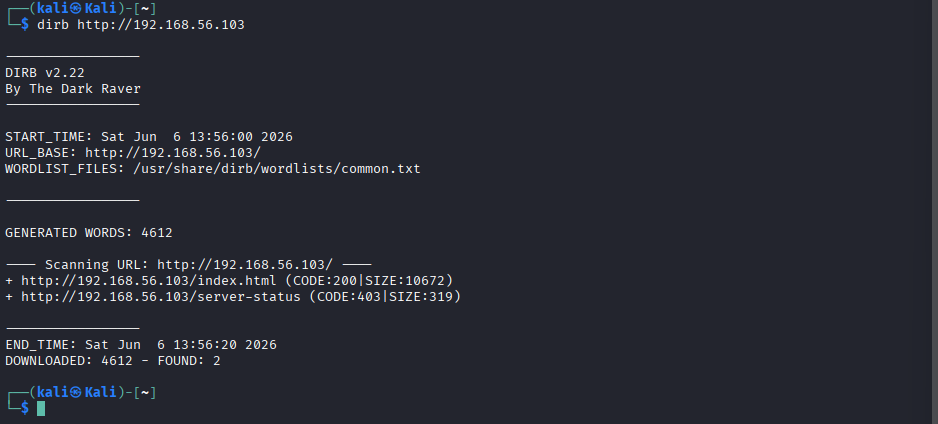 ┌──(kali㉿Kali)-[~]
└─$ dirb http://192.168.56.103
-----------------
DIRB v2.22
By The Dark Raver
-----------------
START_TIME: Sat Jun  6 13:56:00 2026
URL_BASE: http://192.168.56.103/
WORDLIST_FILES: /usr/share/dirb/wordlists/common.txt
-----------------
GENERATED WORDS: 4612
---- Scanning URL: http://192.168.56.103/ ----
+ http://192.168.56.103/index.html (CODE:200|SIZE:10672)
+ http://192.168.56.103/server-status (CODE:403|SIZE:319)
-----------------
END_TIME: Sat Jun  6 13:56:20 2026
DOWNLOADED: 4612 - FOUND: 2
┌──(kali㉿Kali)-[~]
└─$